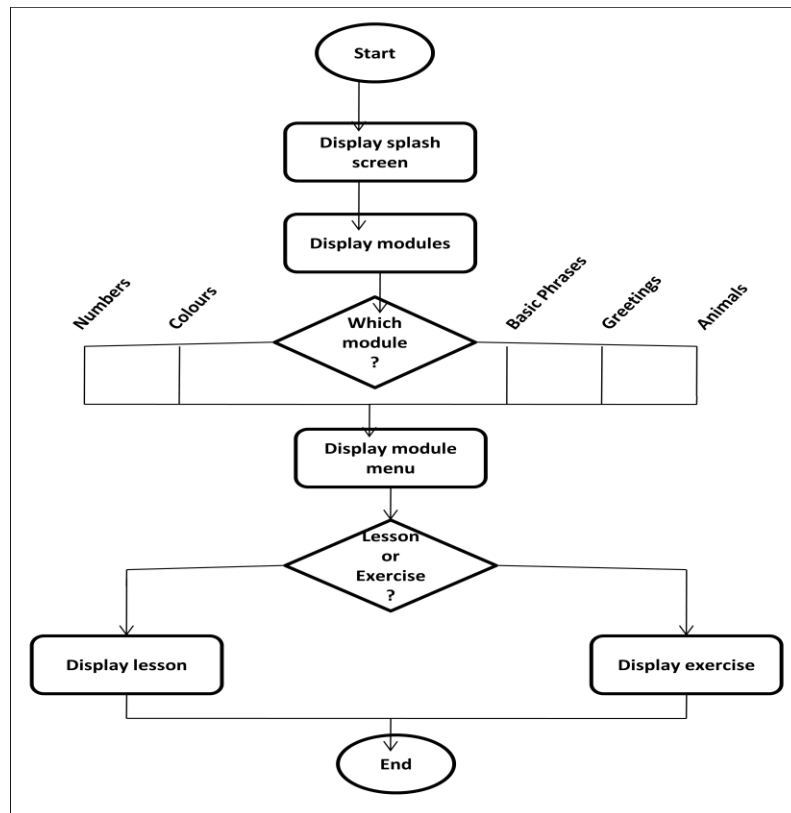 Start
Display splash
screen
Display modules
Numbers
Colours
Which
module
?
Basic Phrases
Greetings
Animals
Display module
menu
Lesson
or
Exercise
?
Display lesson
Display exercise
End